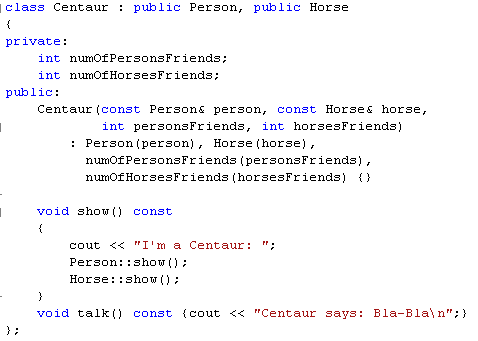 class Centaur : public Person, public Horse
{
private:
    int numOfPersonsFriends;
    int numOfHorsesFriends;
public:
    Centaur(const Person& person, const Horse& horse,
            int personsFriends, int horsesFriends)
        : Person(person), Horse(horse),
          numOfPersonsFriends(personsFriends),
          numOfHorsesFriends(horsesFriends) {}

    void show() const
    {
        cout << "I'm a Centaur: ";
        Person::show();
        Horse::show();
    }
    void talk() const {cout << "Centaur says: Bla-Bla\n";}
};